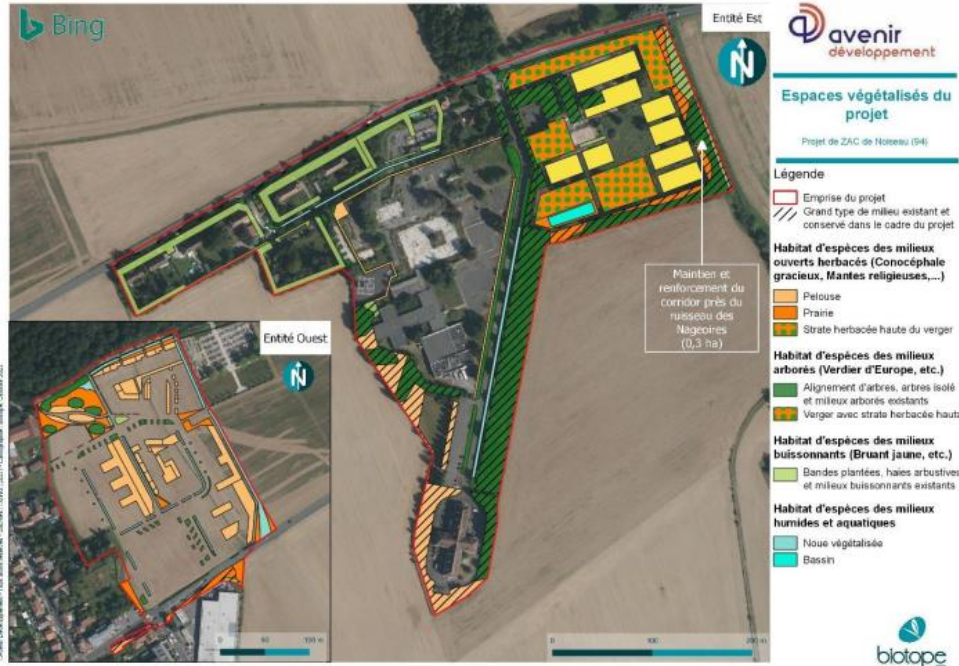 Bing
Entité Est
N
avenir
développement
Espaces végétalisés du
projet
Projet de ZAC de Noiseau (94)
Légende
Emprise du projet
Grand type de milieu existant et
conservé dans le cadre du projet
Habitat d'espèces des milieux
ouverts herbacés (Conocéphale
gracieux, Mantes religieuses,...)
Pelouse
Prairie
Strate herbacée haute du verger
Habitat d'espèces des milieux
arborés (Verdier d'Europe, etc.)
Alignement d'arbres, arbres isolé
et milieux arborés existants
Verger avec strate herbacée haute
Habitat d'espèces des milieux
buissonnants (Bruant jaune, etc.)
Bandes plantées, haies arbustives
et milieux buissonnants existants
Habitat d'espèces des milieux
humides et aquatiques
Noue végétalisée
Bassin
biotope
Maintien et
renforcement du
corridor près du
ruisseau des
Nageoires
(0,3 ha)
Entité Ouest
N
0 50 100 m
0 100 200 m